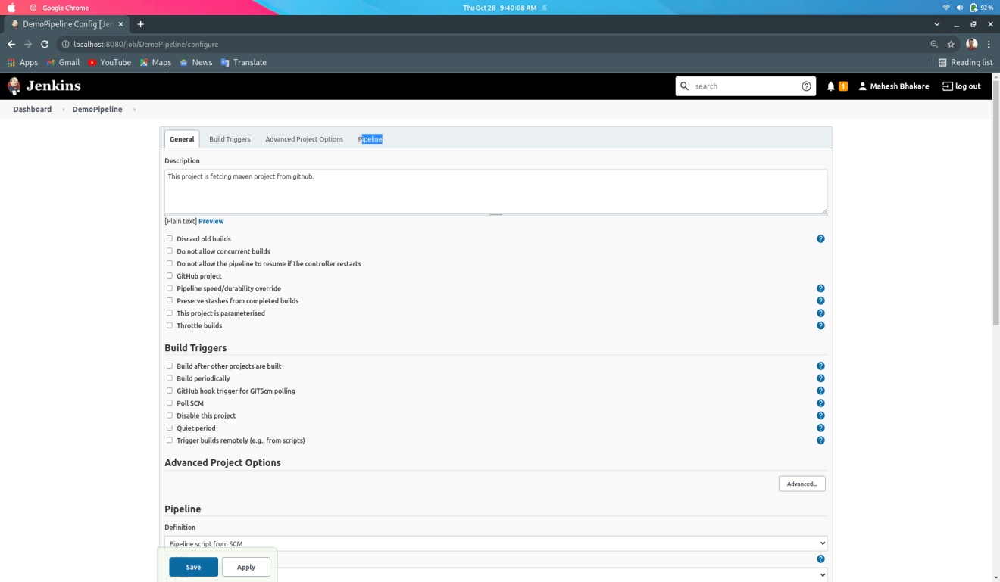 Google Chrome
Thu Oct 28 9:40:08 AM
92%
DemoPipeline Config [Jen
localhost:8080/job/DemoPipeline/configure
Apps Gmail YouTube Maps News Translate Reading list
Jenkins search 1 Mahesh Bhakare log out
Dashboard DemoPipeline
General Build Triggers Advanced Project Options Pipeline
Description
This project is fetcing maven project from github.
[Plain text] Preview
Discard old builds
Do not allow concurrent builds
Do not allow the pipeline to resume if the controller restarts
GitHub project
Pipeline speed/durability override
Preserve stashes from completed builds
This project is parameterised
Throttle builds
Build Triggers
Build after other projects are built
Build periodically
GitHub hook trigger for GITScm polling
Poll SCM
Disable this project
Quiet period
Trigger builds remotely (e.g., from scripts)
Advanced Project Options
Advanced...
Pipeline
Definition
Pipeline script from SCM
Save Apply